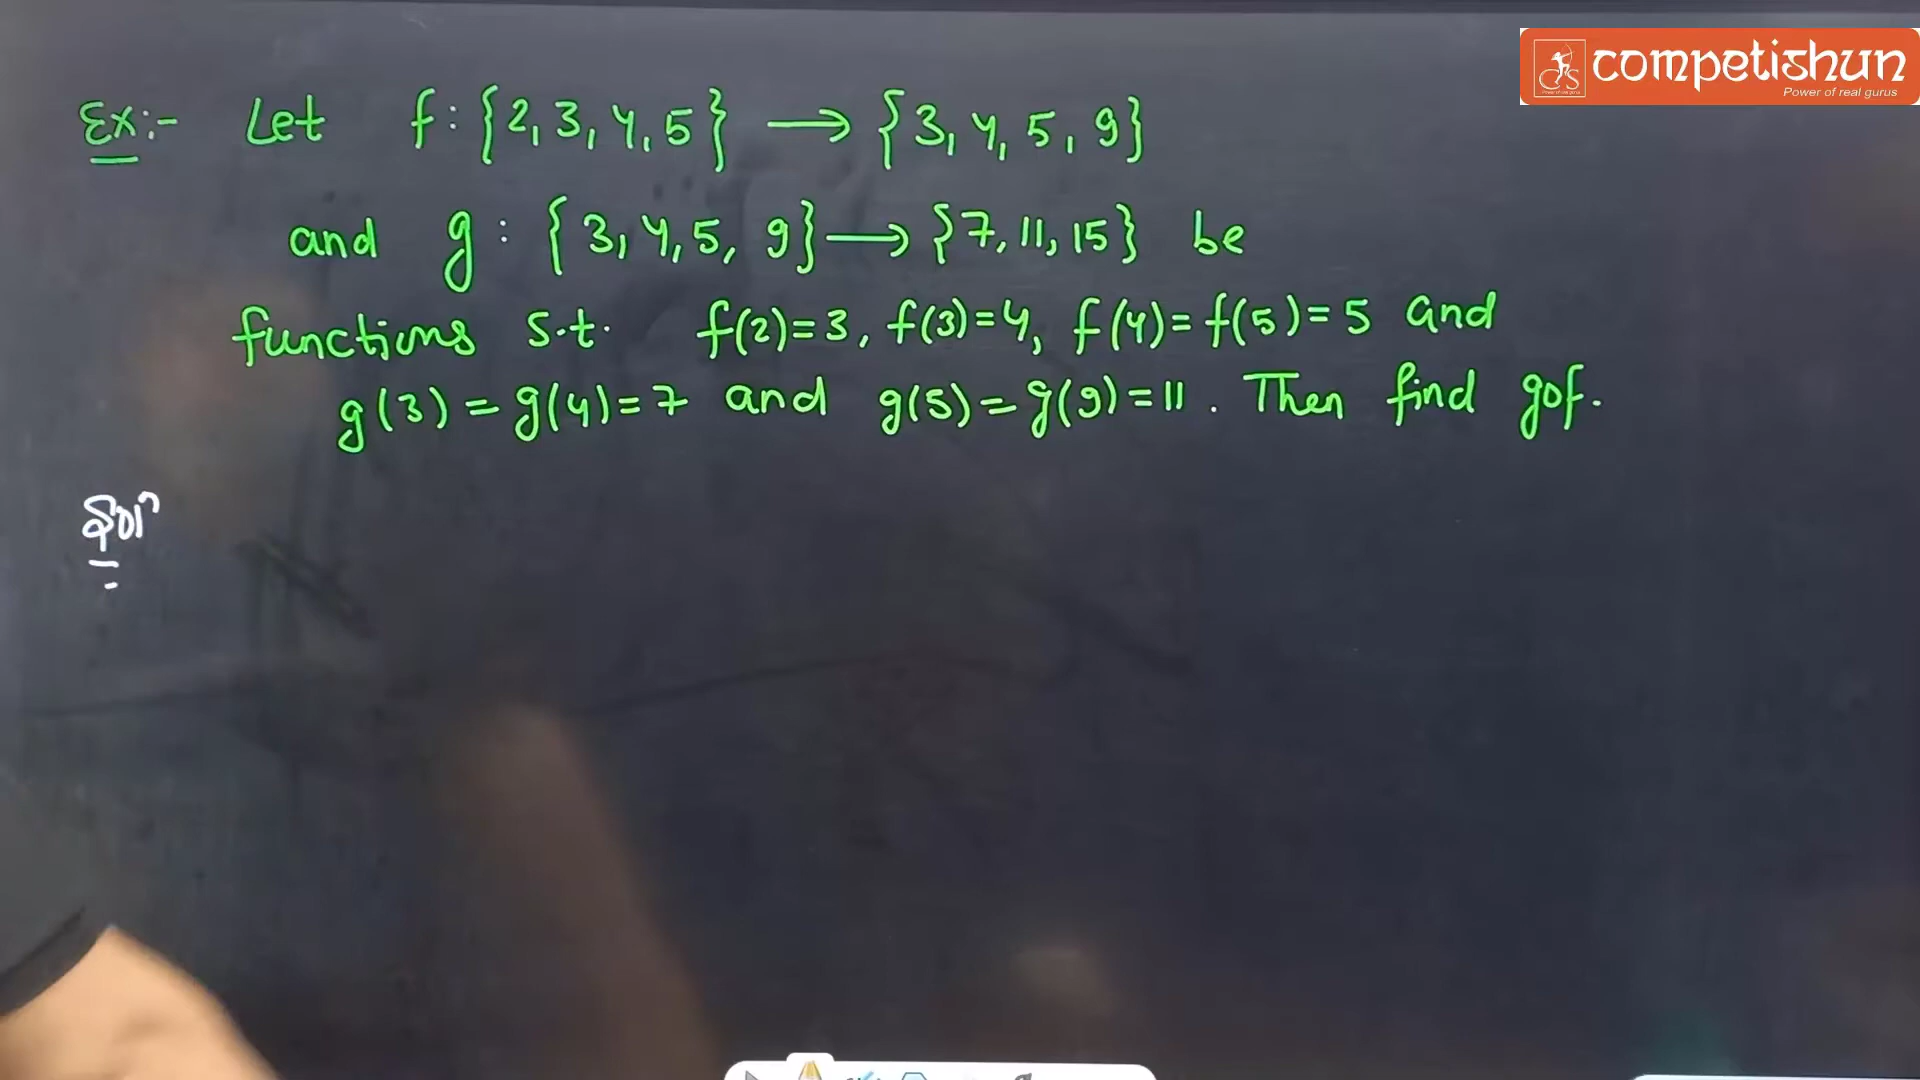 competishun
Power of real gurus
Ex:- Let f: {2, 3, 4, 5} → {3, 4, 5, 9}
and g: {3, 4, 5, 9} → {7, 11, 15} be
functions s.t. f(2)=3, f(3)=4, f(4)=f(5)=5 and
g(3)=g(4)=7 and g(5)=g(9)=11. Then find gof.
Solⁿ